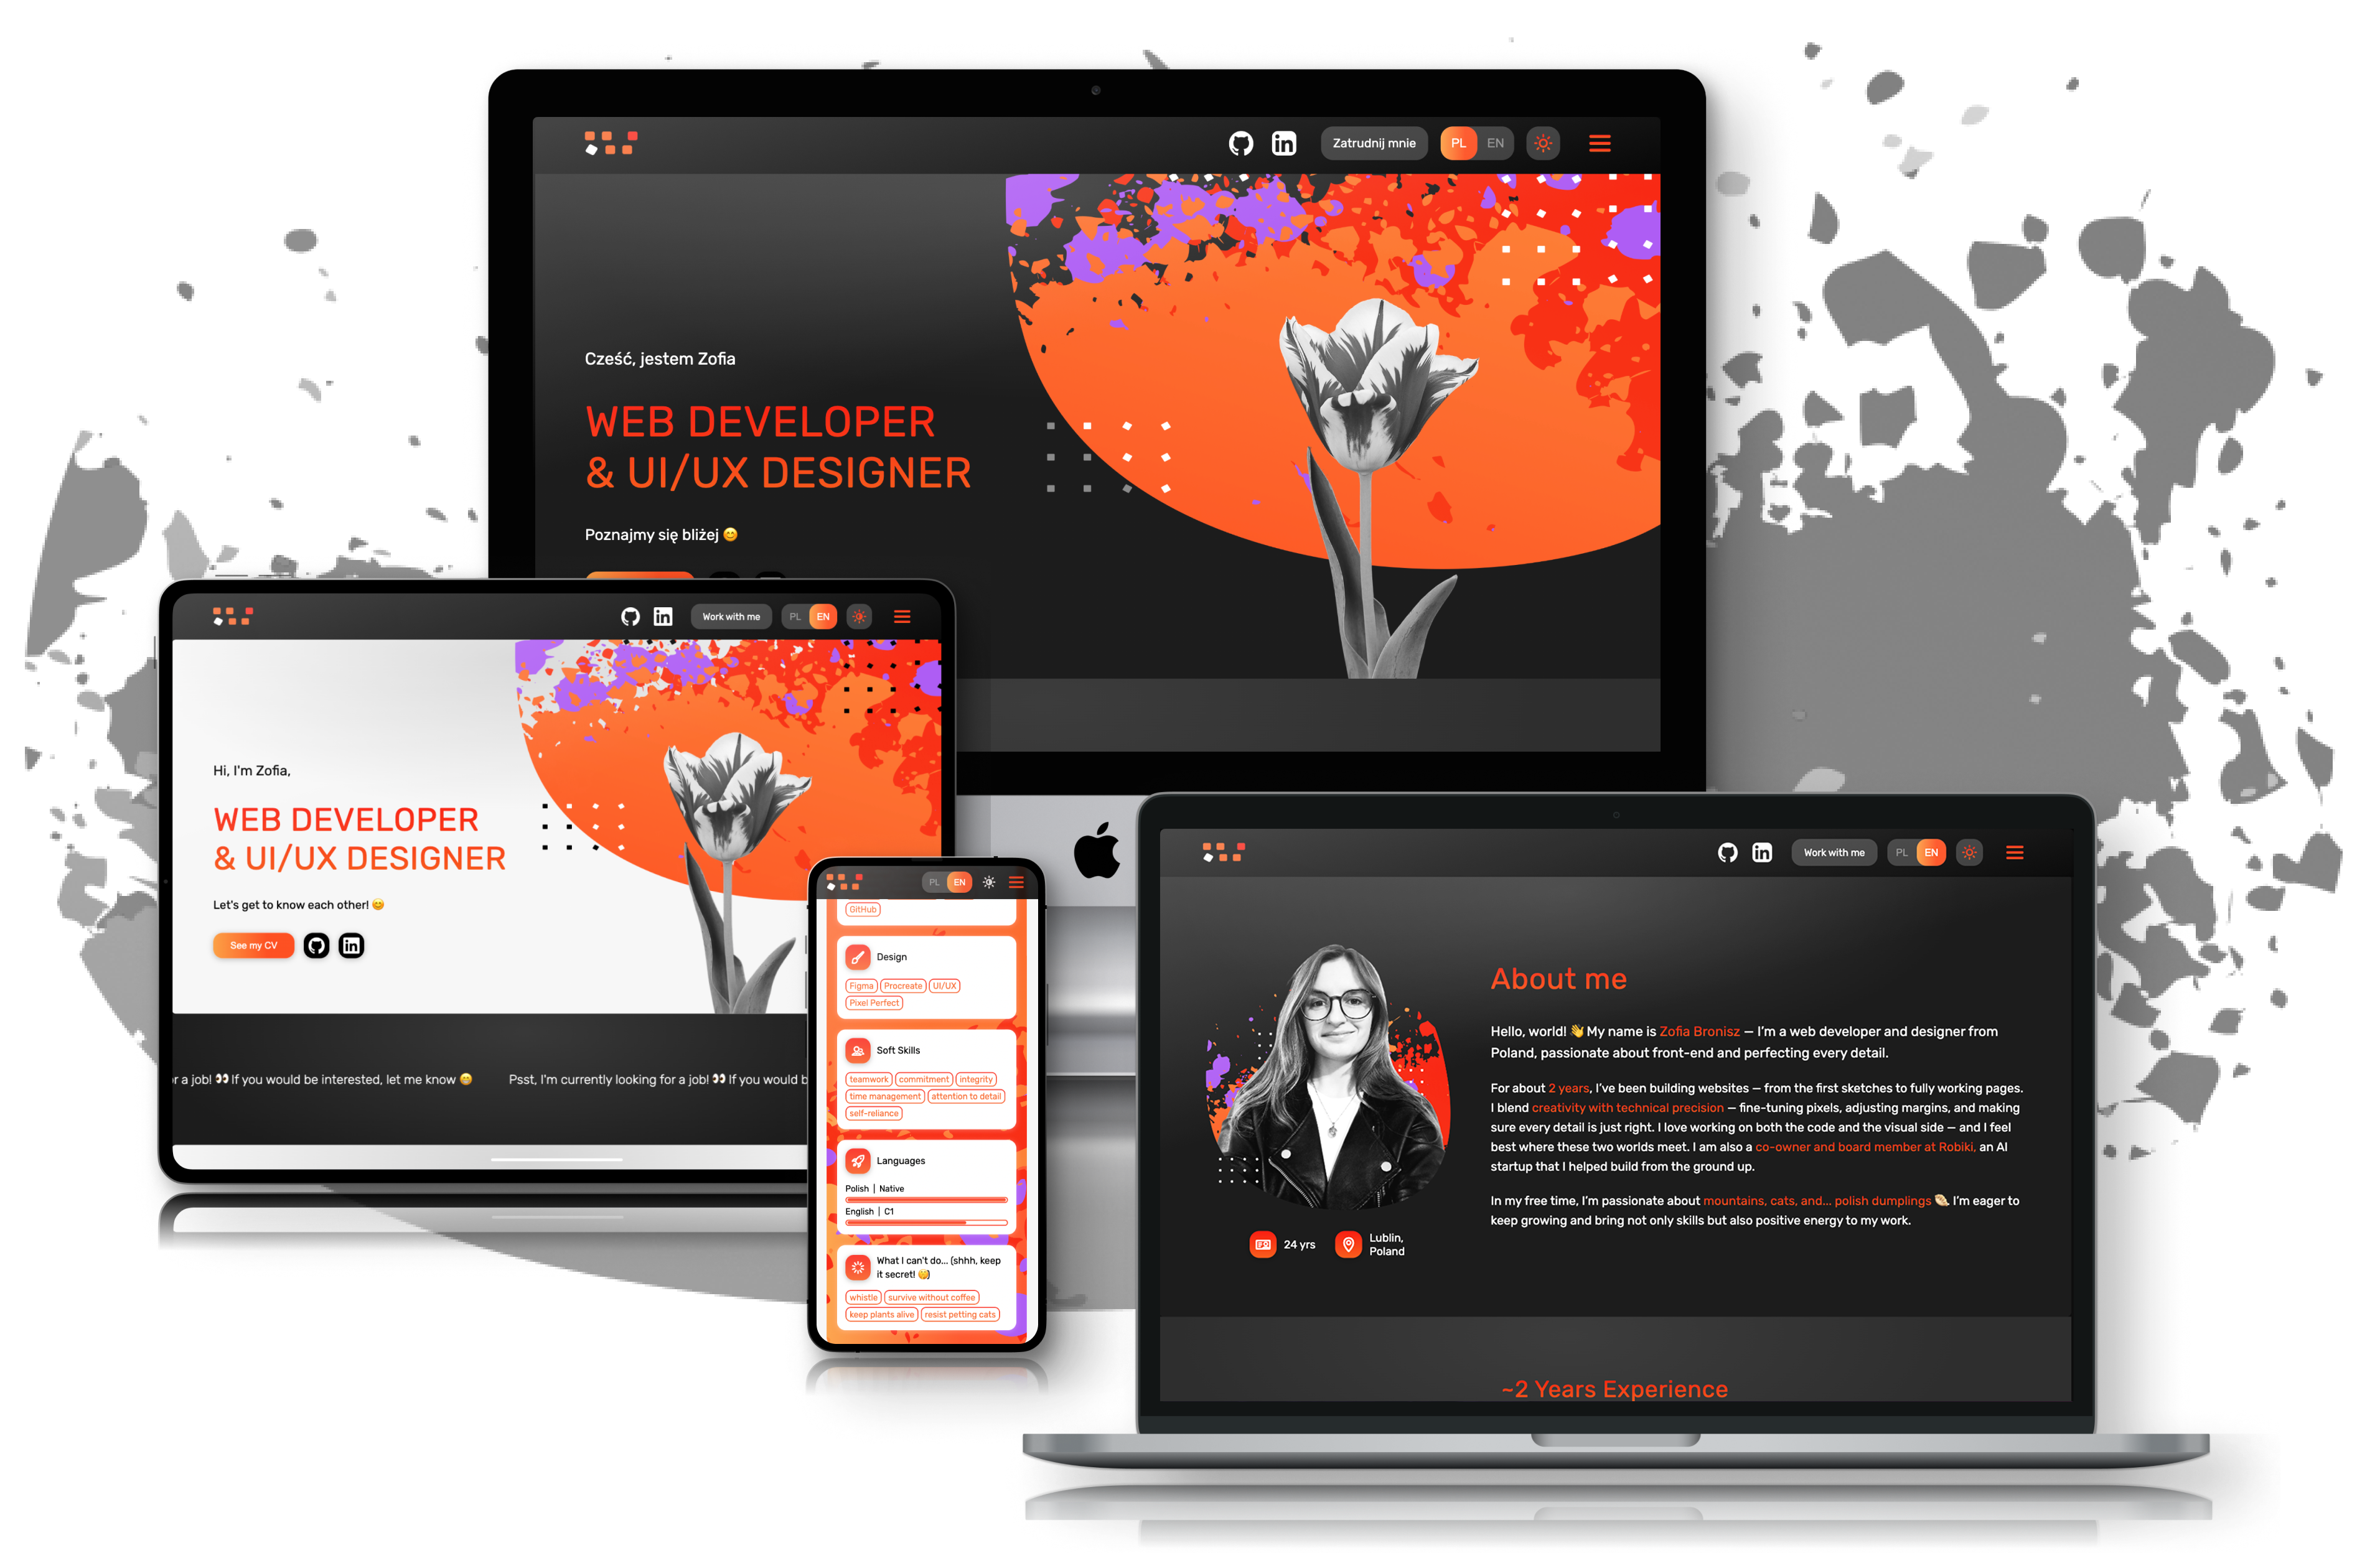 Zatrudnij mnie
PL EN
Cześć, jestem Zofia
WEB DEVELOPER
& UI/UX DESIGNER
Poznajmy się bliżej 😊
Work with me
PL EN
Hi, I'm Zofia,
WEB DEVELOPER
& UI/UX DESIGNER
Let's get to know each other! 😊
See my CV
r a job! 👀 If you would be interested, let me know 😁 Psst, I'm currently looking for a job! 👀 If you would b
PL EN
GitHub
Design
Figma Procreate UI/UX
Pixel Perfect
Soft Skills
teamwork commitment integrity
time management attention to detail
self-reliance
Languages
Polish | Native
English | C1
What I can't do... (shhh, keep
it secret! 🤫)
whistle survive without coffee
keep plants alive resist petting cats
Work with me
PL EN
About me
Hello, world! 👋 My name is Zofia Bronisz — I'm a web developer and designer from
Poland, passionate about front-end and perfecting every detail.
For about 2 years, I've been building websites — from the first sketches to fully working pages.
I blend creativity with technical precision — fine-tuning pixels, adjusting margins, and making
sure every detail is just right. I love working on both the code and the visual side — and I feel
best where these two worlds meet. I am also a co-owner and board member at Robiki, an AI
startup that I helped build from the ground up.
In my free time, I'm passionate about mountains, cats, and... polish dumplings 🥟. I'm eager to
keep growing and bring not only skills but also positive energy to my work.
24 yrs
Lublin,
Poland
~2 Years Experience